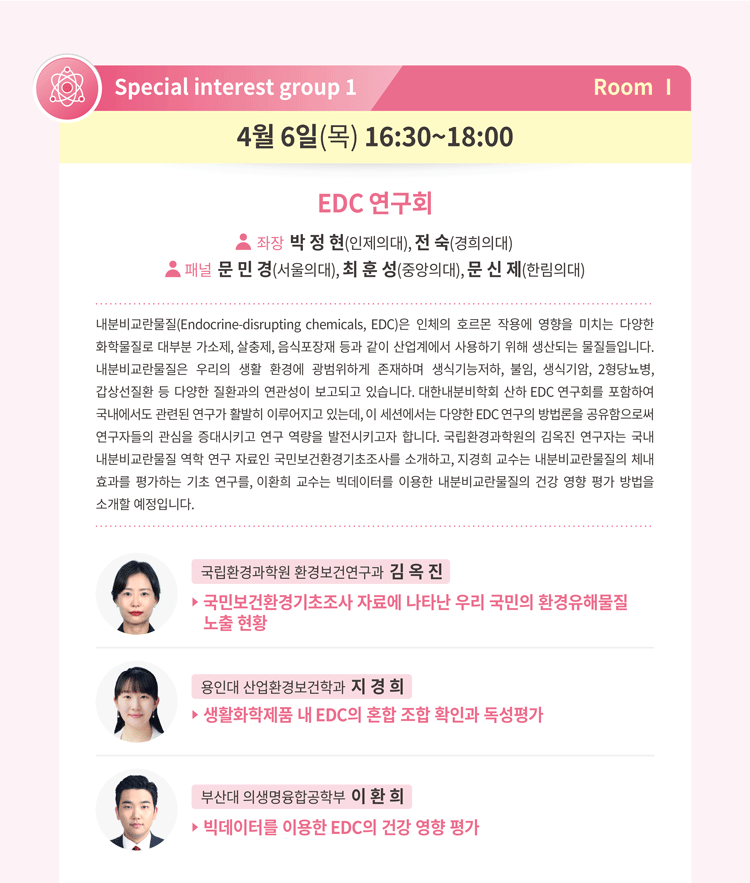 Special interest group 1
Room I
4월 6일(목) 16:30~18:00
EDC 연구회
좌장 박 정 현(인제의대), 전 숙(경희의대)
패널 문 민 경(서울의대), 최 훈 성(중앙의대), 문 신 제(한림의대)
내분비교란물질(Endocrine-disrupting chemicals, EDC)은 인체의 호르몬 작용에 영향을 미치는 다양한
화학물질로 대부분 가소제, 살충제, 음식포장재 등과 같이 산업계에서 사용하기 위해 생산되는 물질들입니다.
내분비교란물질은 우리의 생활 환경에 광범위하게 존재하며 생식기능저하, 불임, 생식기암, 2형당뇨병,
갑상선질환 등 다양한 질환과의 연관성이 보고되고 있습니다. 대한내분비학회 산하 EDC 연구회를 포함하여
국내에서도 관련된 연구가 활발히 이루어지고 있는데, 이 세션에서는 다양한 EDC 연구의 방법론을 공유함으로써
연구자들의 관심을 증대시키고 연구 역량을 발전시키고자 합니다. 국립환경과학원의 김옥진 연구자는 국내
내분비교란물질 역학 연구 자료인 국민보건환경기초조사를 소개하고, 지경희 교수는 내분비교란물질의 체내
효과를 평가하는 기초 연구를, 이환희 교수는 빅데이터를 이용한 내분비교란물질의 건강 영향 평가 방법을
소개할 예정입니다.
국립환경과학원 환경보건연구과 김 옥 진
국민보건환경기초조사 자료에 나타난 우리 국민의 환경유해물질
노출 현황
용인대 산업환경보건학과 지 경 희
생활화학제품 내 EDC의 혼합 조합 확인과 독성평가
부산대 의생명융합공학부 이 환 희
빅데이터를 이용한 EDC의 건강 영향 평가